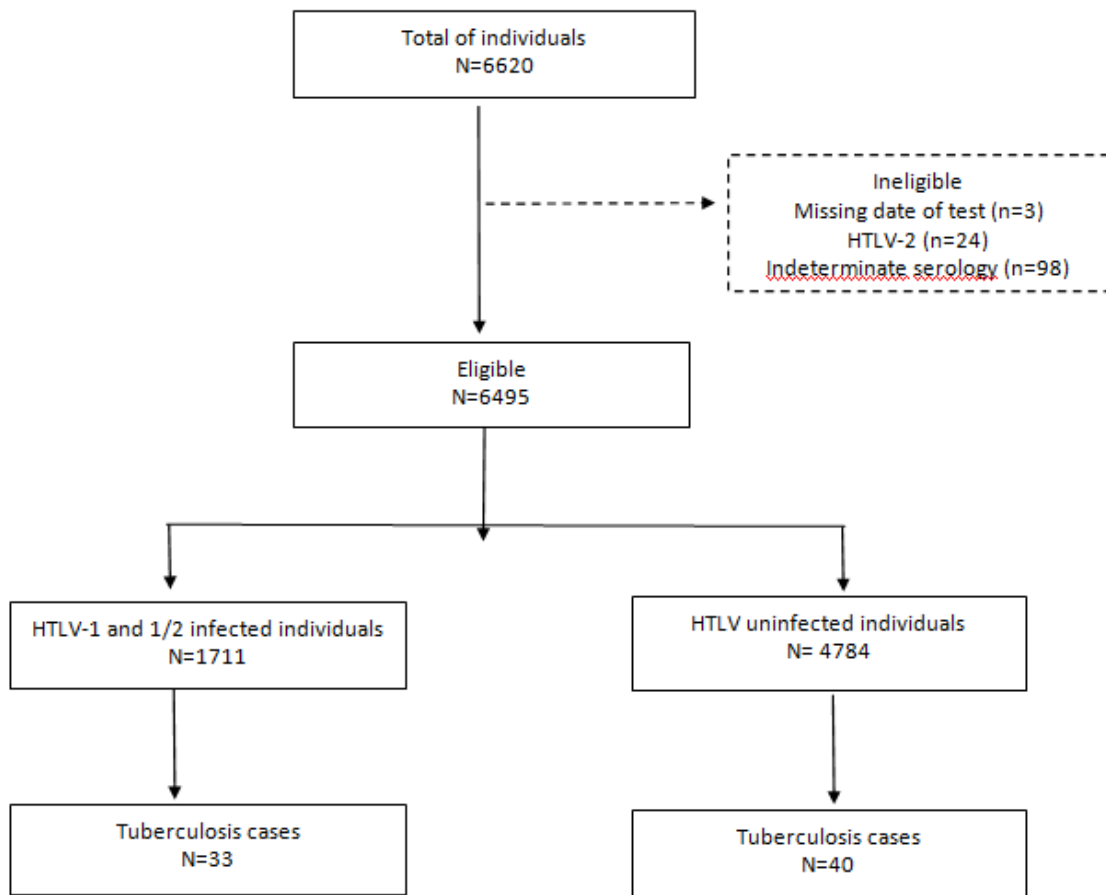 Total of individuals
N=6620
Ineligible
Missing date of test (n=3)
HTLV-2 (n=24)
Indeterminate serology (n=98)
Eligible
N=6495
HTLV-1 and 1/2 infected individuals
N=1711
HTLV uninfected individuals
N= 4784
Tuberculosis cases
N=33
Tuberculosis cases
N=40